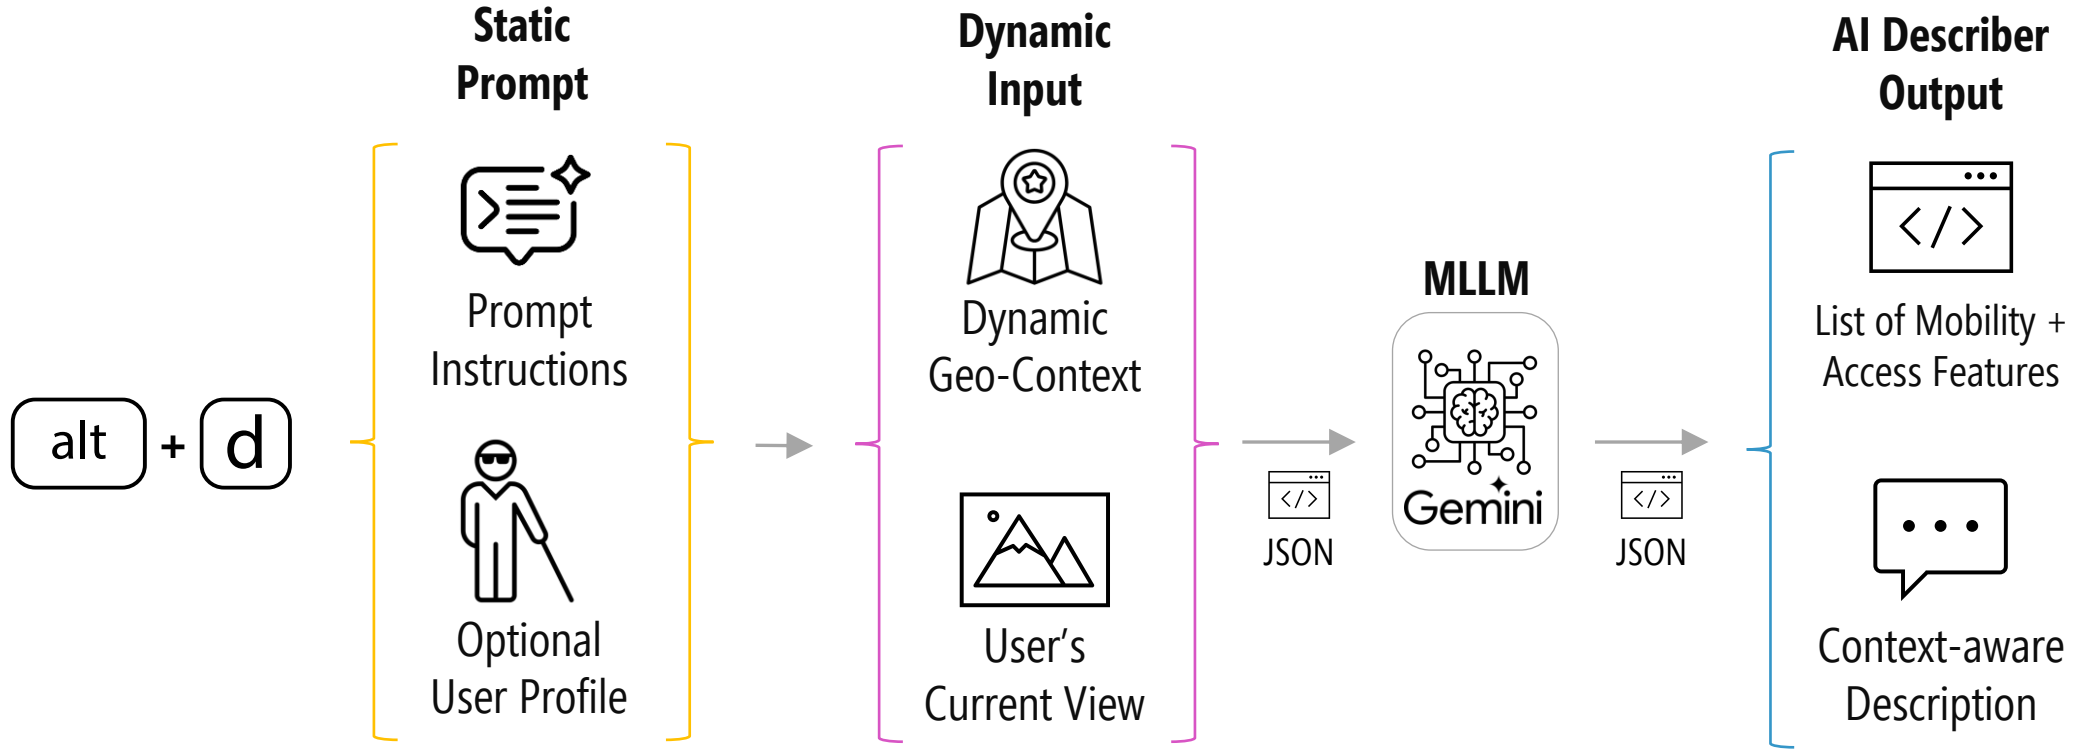 alt + d
Static
Prompt
Prompt
Instructions
Optional
User Profile
Dynamic
Input
Dynamic
Geo-Context
User's
Current View
</>
JSON
MLLM
Gemini
</>
JSON
AI Describer
Output
</>
List of Mobility +
Access Features
Context-aware
Description